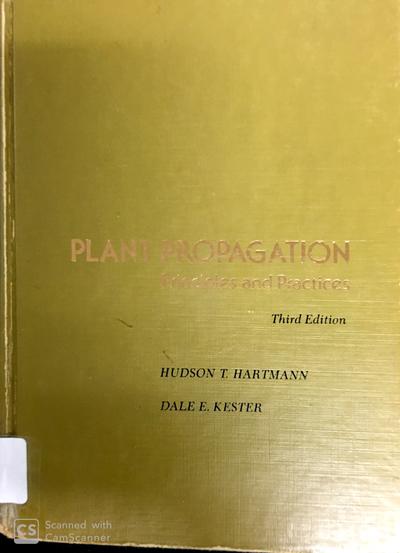 PLANT PROPAGATION
Principles and Practices
Third Edition
HUDSON T. HARTMANN
DALE E. KESTER
CS Scanned with
CamScanner